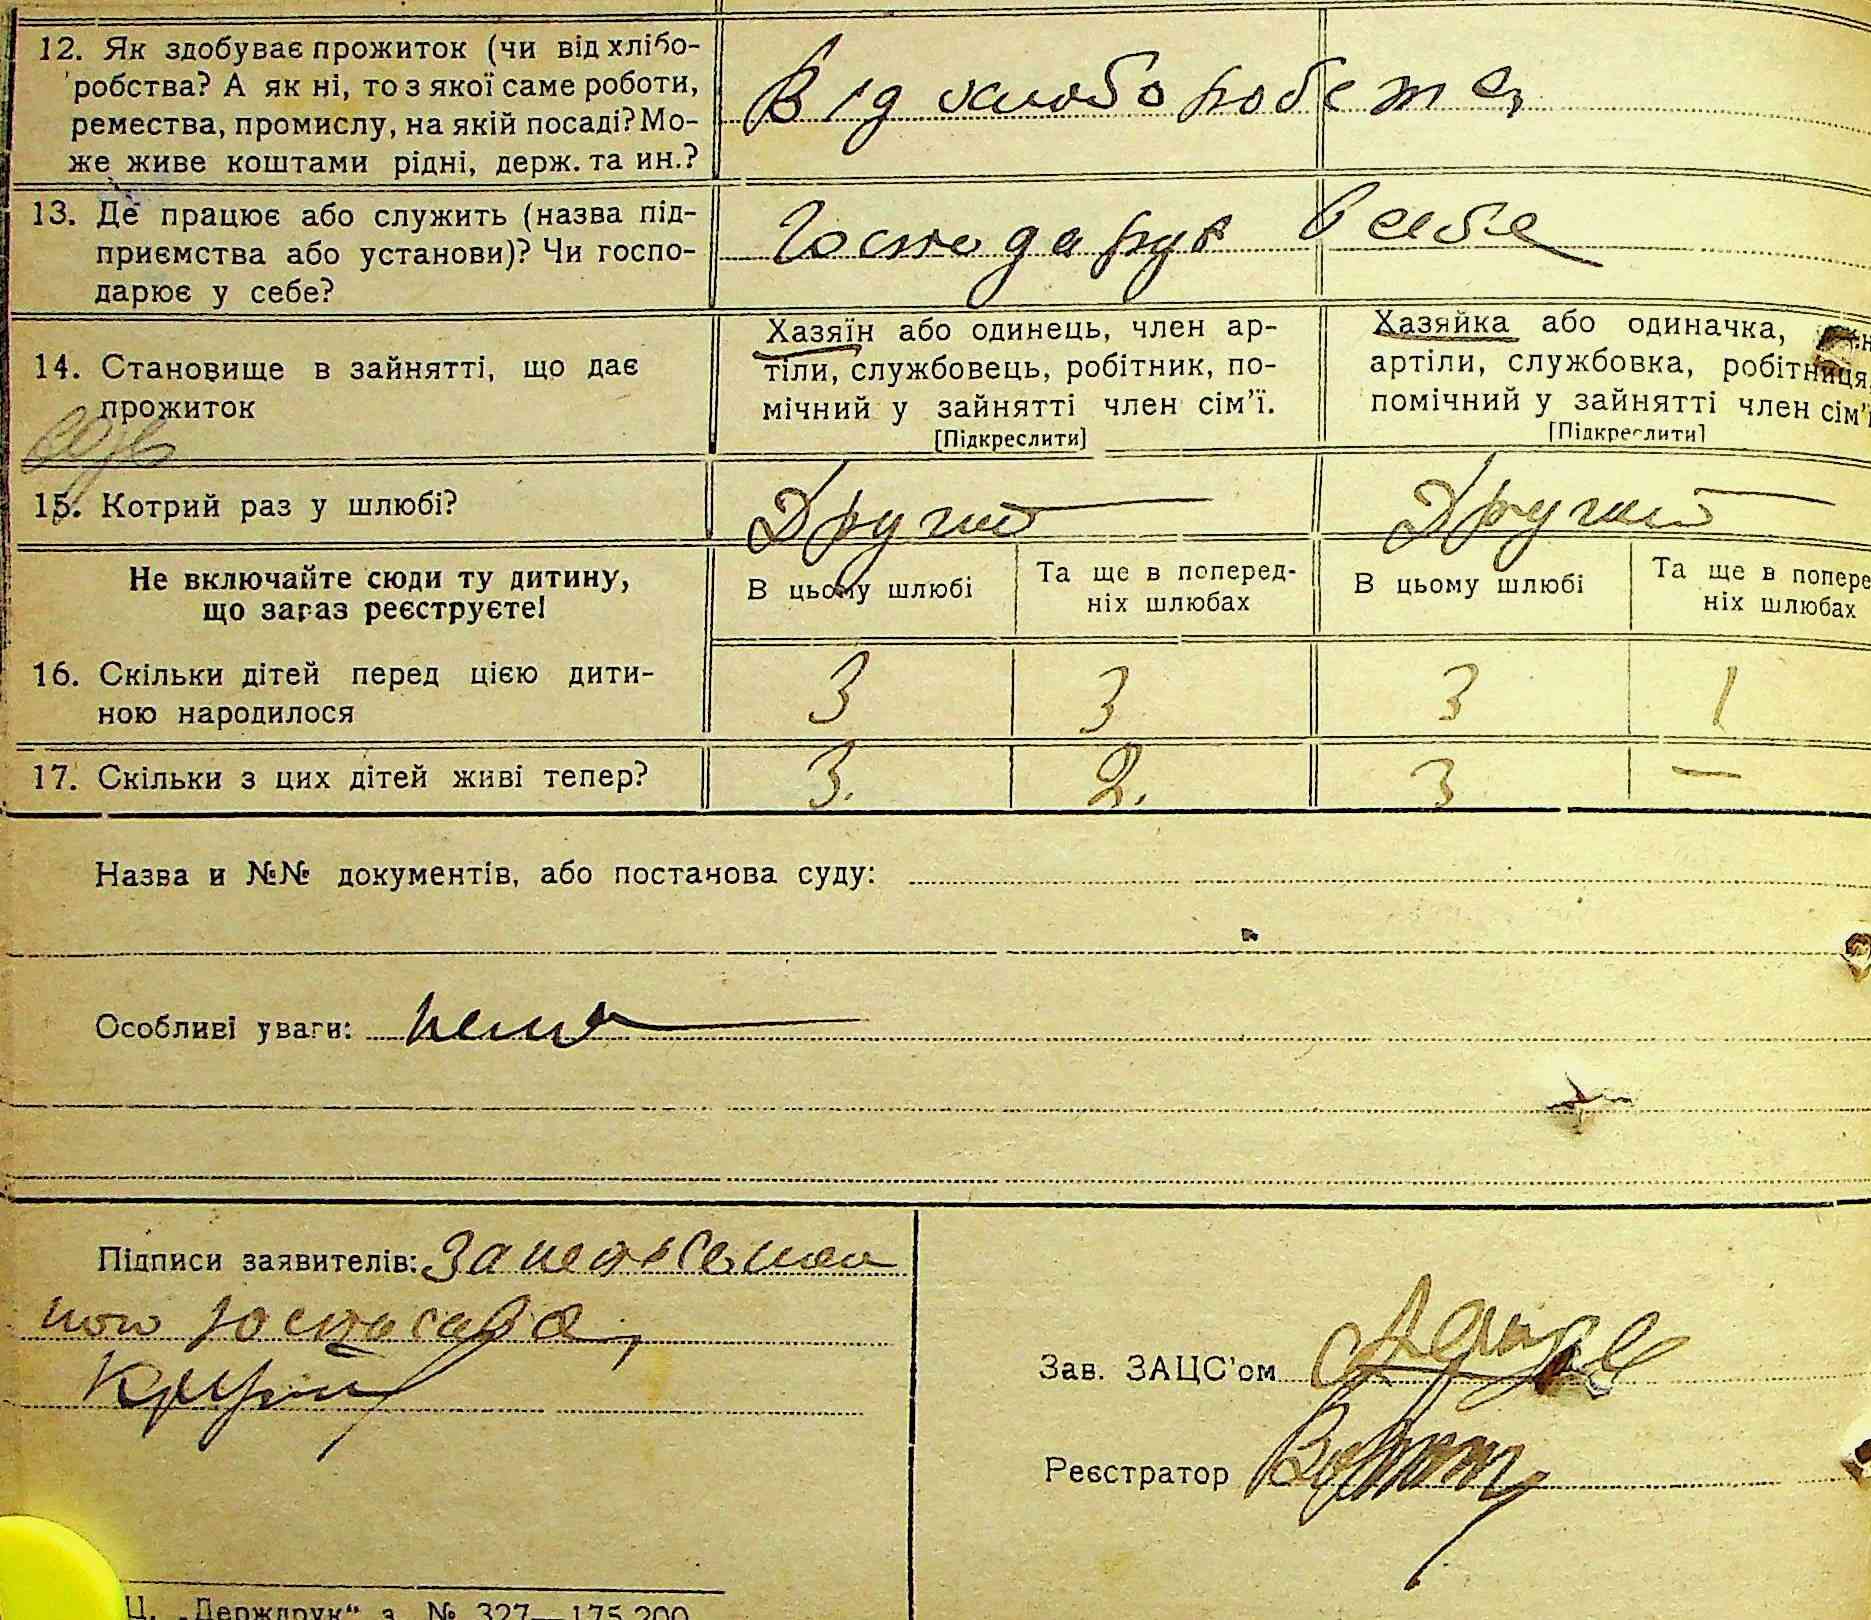 12. Як здобуває прожиток (чи від хлібо-
робства? А як ні, то з якої саме роботи,
ремества, промислу, на якій посаді? Мо-
же живе коштами рідні, держ. та ин.?
Від хліборобства
13. Де працює або служить (назва під-
приємства або установи)? Чи госпо-
дарює у себе?
Господарює в себе
14. Становище в зайнятті, що дає
прожиток
Хазяїн або одинець, член ар-
тіли, службовець, робітник, по-
мічний у зайнятті член сім'ї.
[Підкреслити]
Хазяйка або одиначка,
артіли, службовка, робітниця,
помічний у зайнятті член сім'ї
[Підкреслити]
15. Котрий раз у шлюбі?
Другий Другий
Не включайте сюди ту дитину,
що зараз реєструєте!
В цьому шлюбі
Та ще в поперед-
ніх шлюбах
В цьому шлюбі
Та ще в попере
ніх шлюбах
16. Скільки дітей перед цією дити-
ною народилося
3 3 3 1
17. Скільки з цих дітей живі тепер?
3. 2. 3 —
Назва и №№ документів, або постанова суду:
Особливі уваги: нема
Підписи заявителів: За неписьмен
Зав. ЗАЦС'ом
Реєстратор
Ц. „Держдрук“ з. № 327—175.200